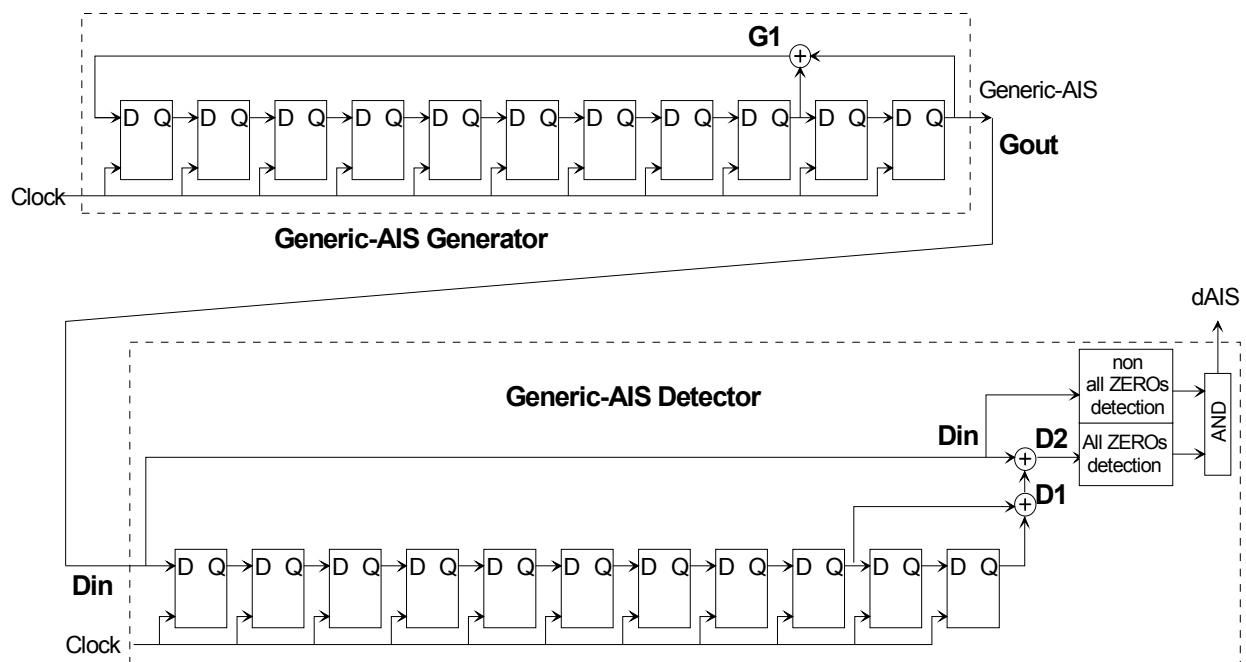 G1
D Q D Q D Q D Q D Q D Q D Q D Q D Q D Q D Q
Generic-AIS
Gout
Clock
Generic-AIS Generator
dAIS
non
all ZEROs
detection
Generic-AIS Detector
AND
Din
D2
All ZEROs
detection
D1
D Q D Q D Q D Q D Q D Q D Q D Q D Q D Q D Q
Din
Clock